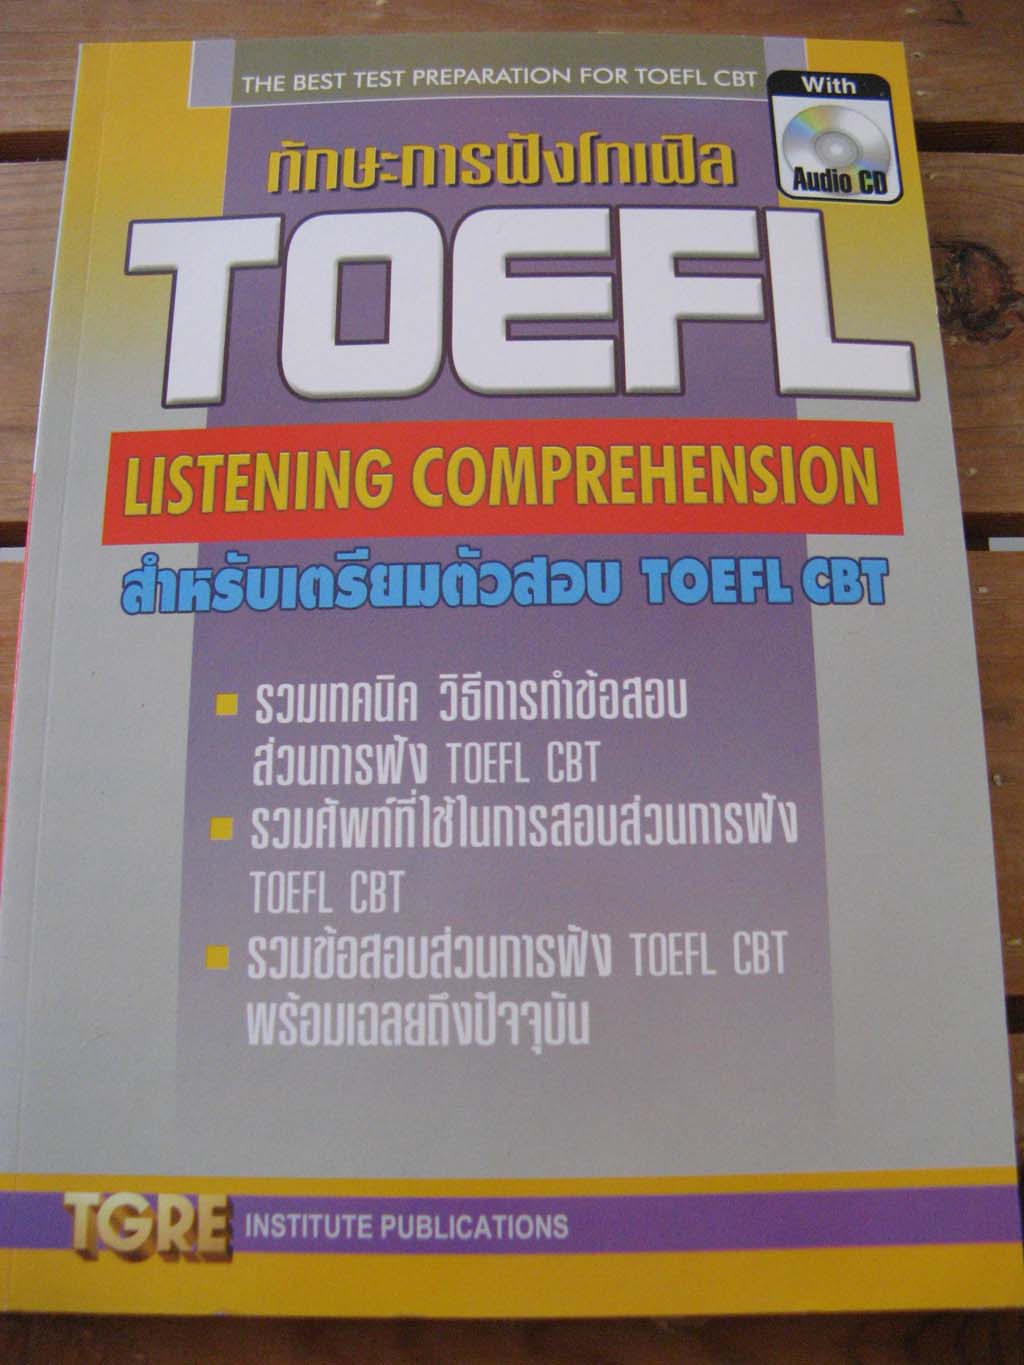 THE BEST TEST PREPARATION FOR TOEFL CBT
With
Audio CD
ทักษะการฟังโทเฟิล
TOEFL
LISTENING COMPREHENSION
สำหรับเตรียมตัวสอบ TOEFL CBT
รวมเทคนิค วิธีการทำข้อสอบ
ส่วนการฟัง TOEFL CBT
รวมศัพท์ที่ใช้ในการสอบส่วนการฟัง
TOEFL CBT
รวมข้อสอบส่วนการฟัง TOEFL CBT
พร้อมเฉลยถึงปัจจุบัน
TGRE INSTITUTE PUBLICATIONS